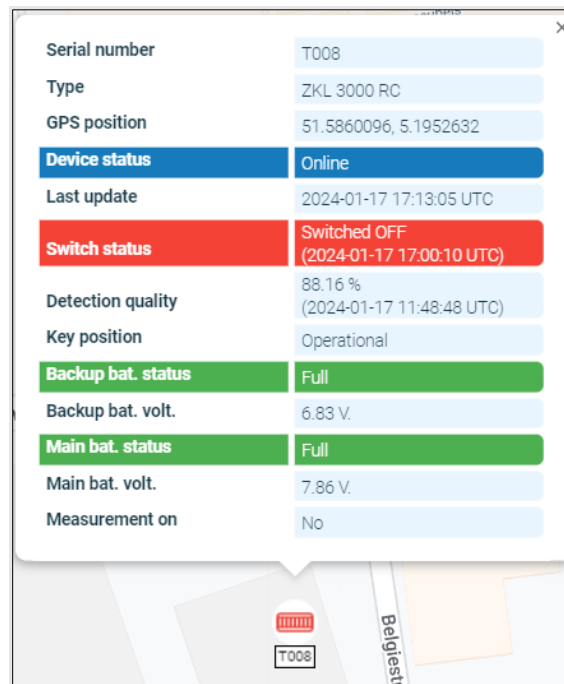 Serial number
T008
Type
ZKL 3000 RC
GPS position
51.5860096, 5.1952632
Device status
Online
Last update
2024-01-17 17:13:05 UTC
Switch status
Switched OFF
(2024-01-17 17:00:10 UTC)
Detection quality
88.16 %
(2024-01-17 11:48:48 UTC)
Key position
Operational
Backup bat. status
Full
Backup bat. volt.
6.83 V.
Main bat. status
Full
Main bat. volt.
7.86 V.
Measurement on
No
T008